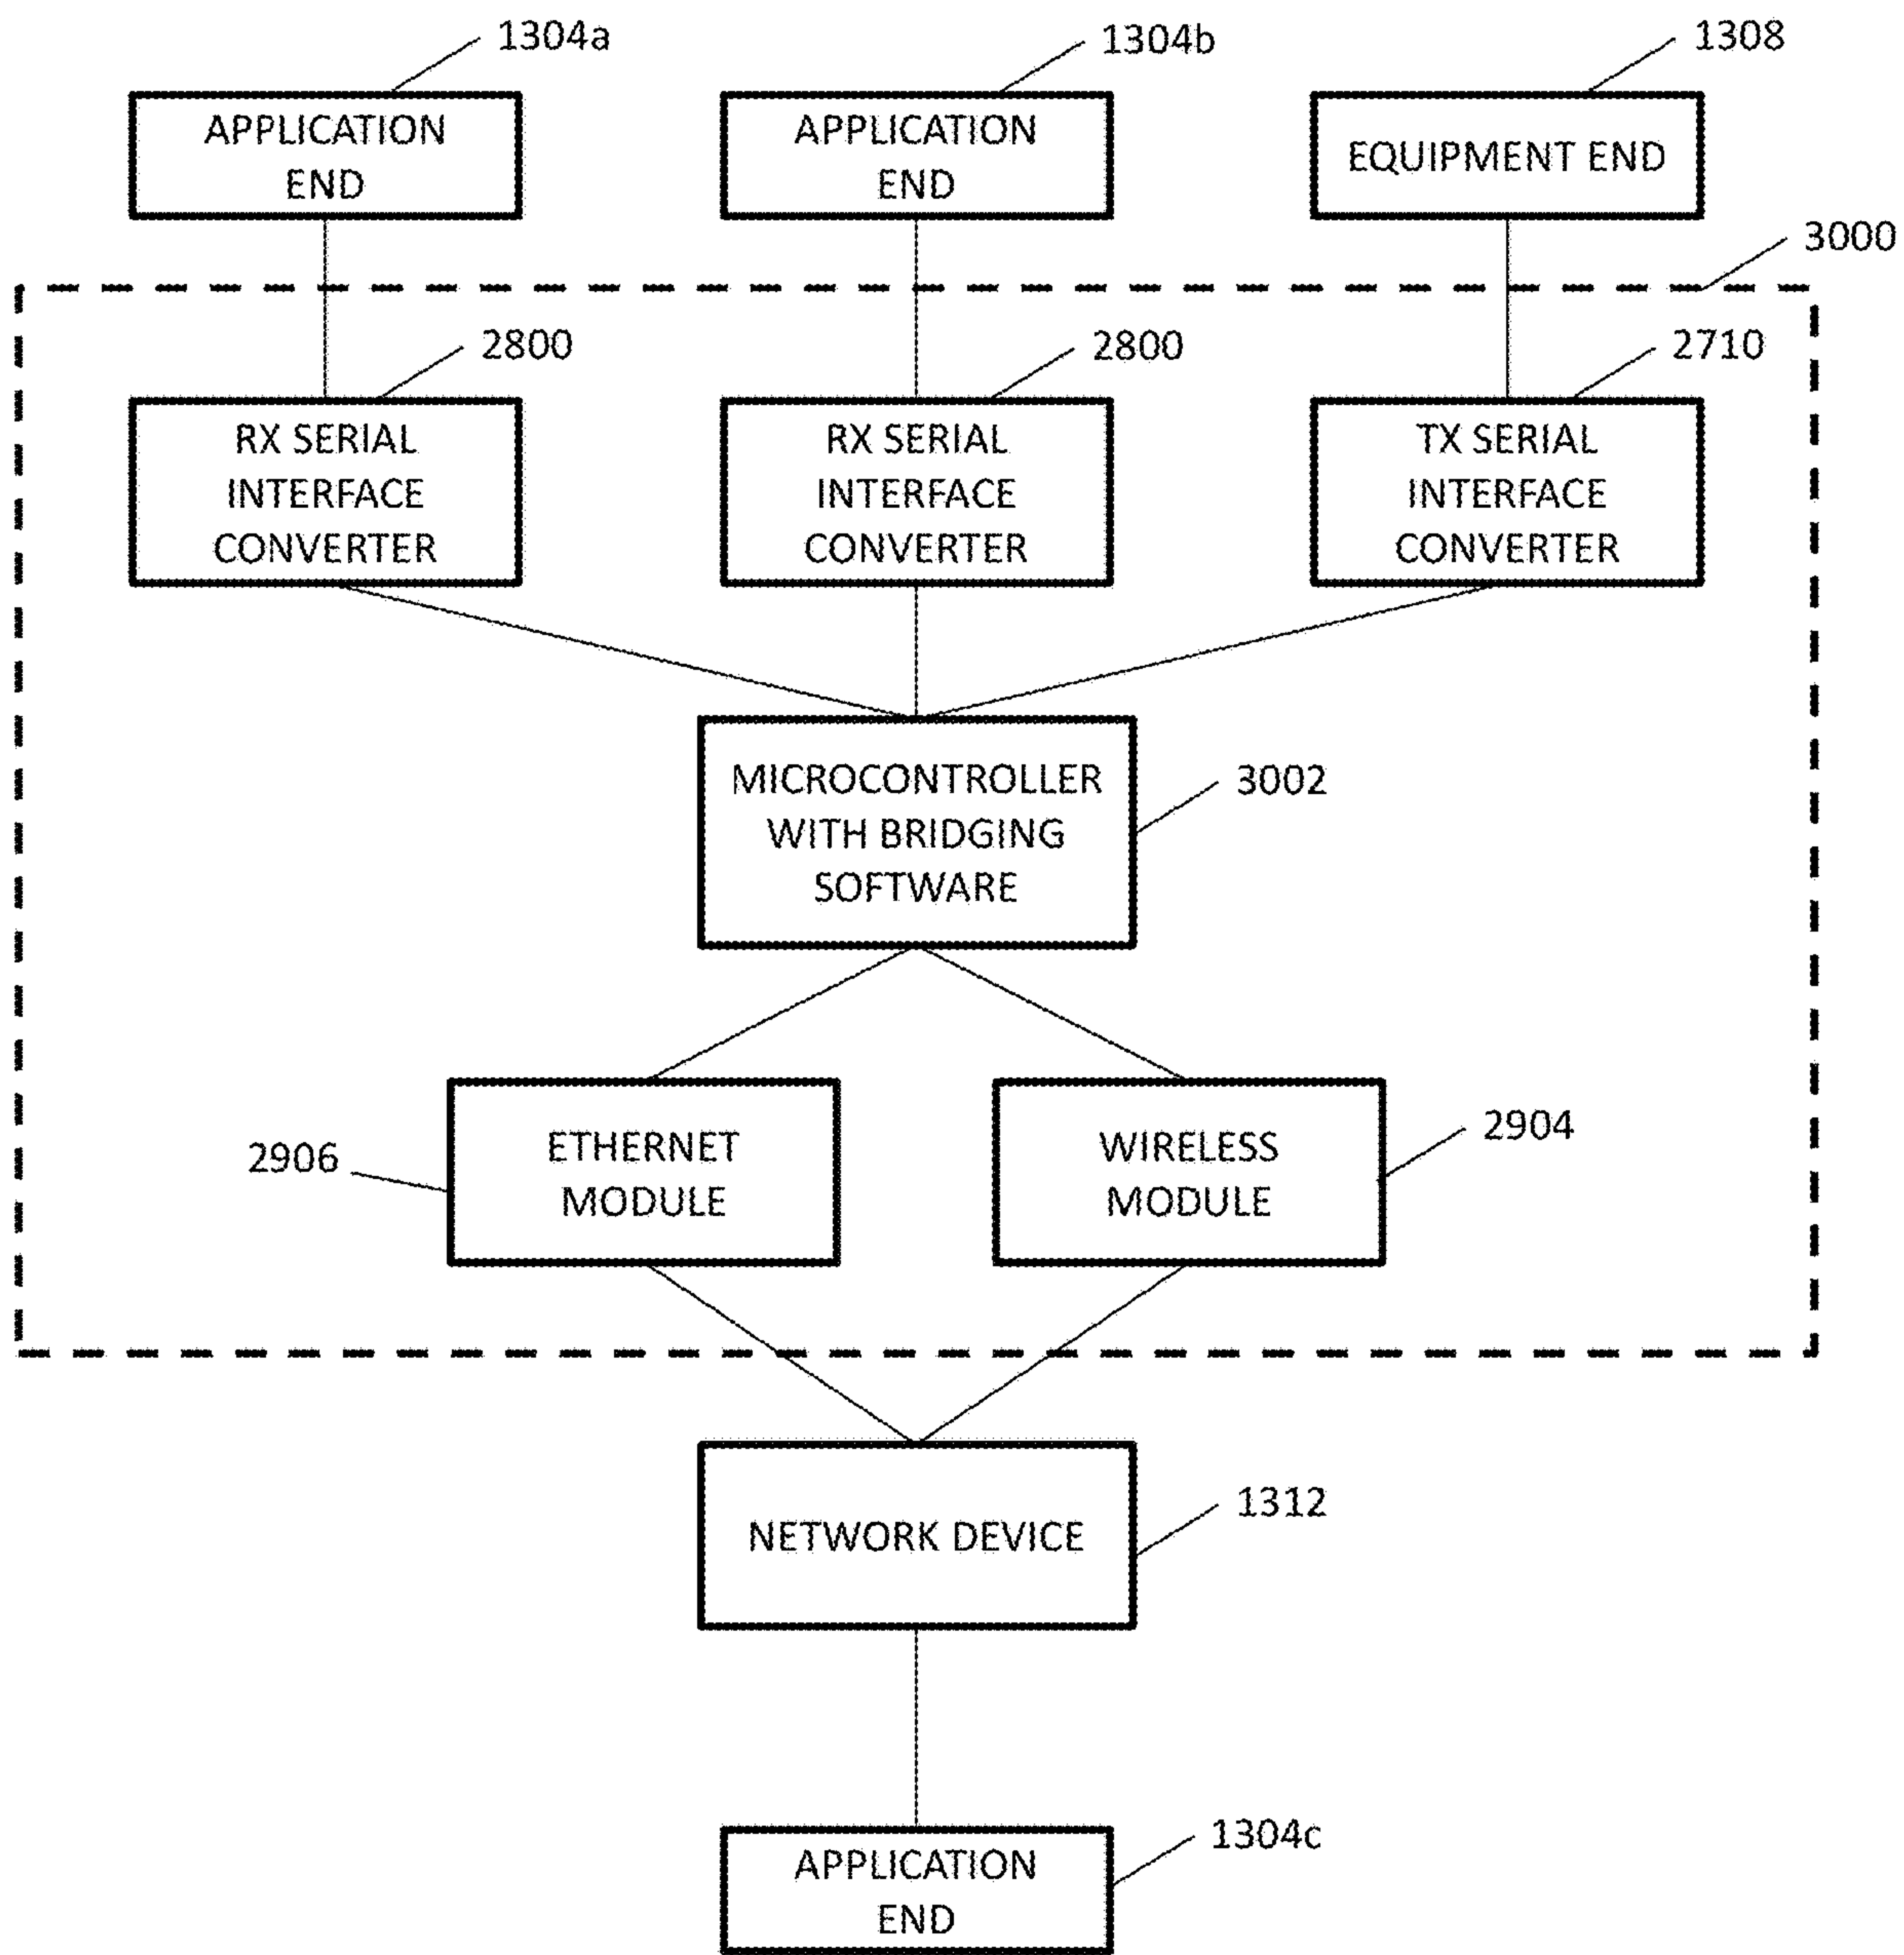 1304a
1304b
1308
APPLICATION
END
APPLICATION
END
EQUIPMENT END
3000
2800
2800
2710
RX SERIAL
INTERFACE
CONVERTER
RX SERIAL
INTERFACE
CONVERTER
TX SERIAL
INTERFACE
CONVERTER
MICROCONTROLLER
WITH BRIDGING
SOFTWARE
3002
2906
ETHERNET
MODULE
WIRELESS
MODULE
2904
NETWORK DEVICE
1312
APPLICATION
END
1304c